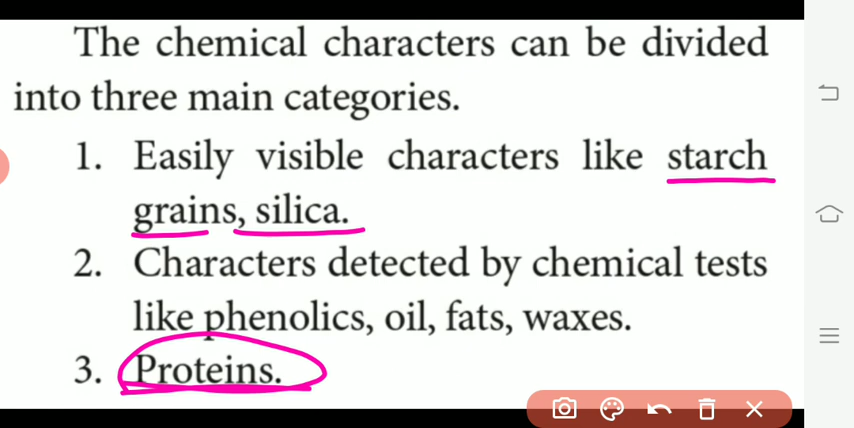 The chemical characters can be divided
into three main categories.
1. Easily visible characters like starch
grains, silica.
2. Characters detected by chemical tests
like phenolics, oil, fats, waxes.
3. Proteins.